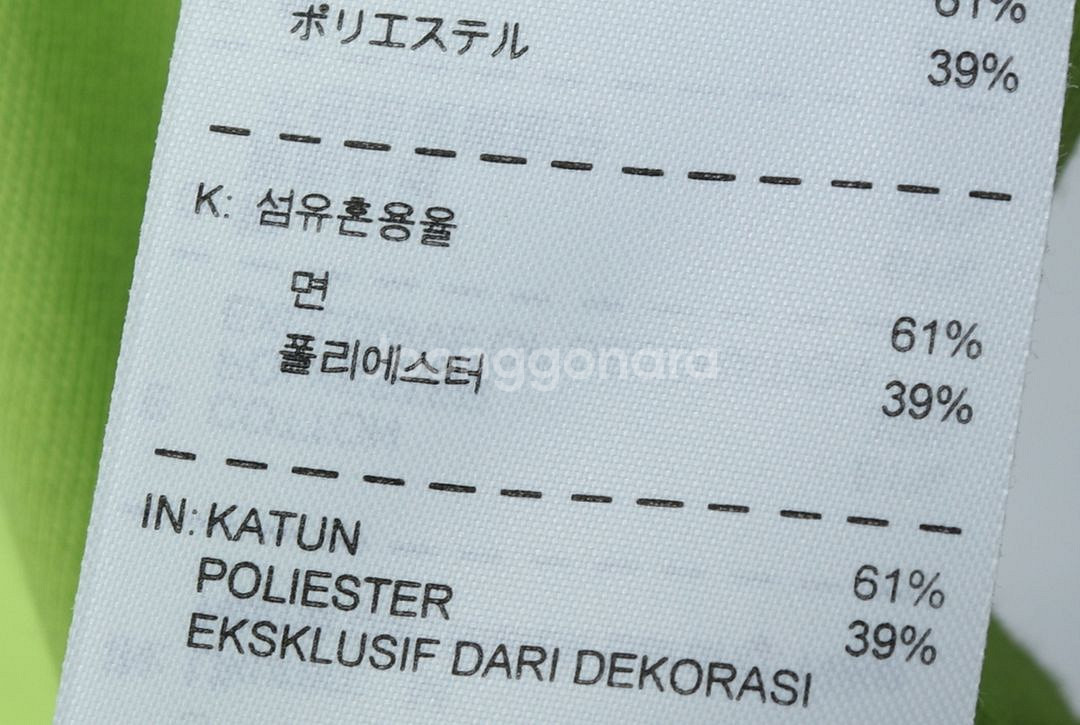 61%
ポリエステル 39%
K: 섬유혼용율
면 61%
폴리에스터 39%
IN: KATUN 61%
POLIESTER 39%
EKSKLUSIF DARI DEKORASI